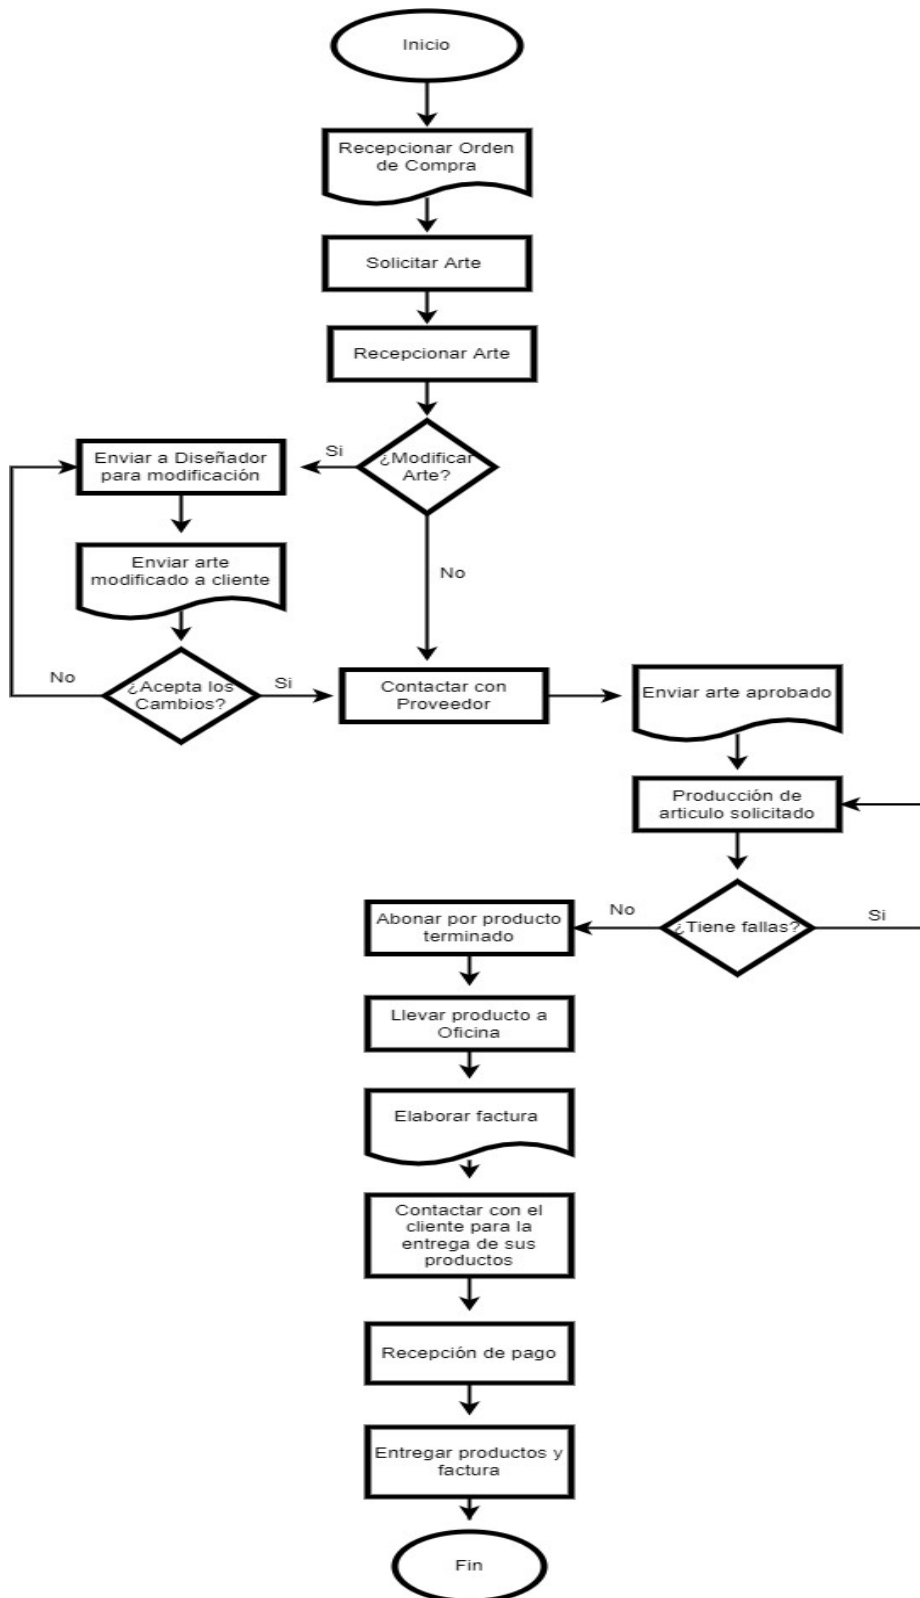 Inicio
Recepcionar Orden
de Compra
Solicitar Arte
Recepcionar Arte
¿Modificar
Arte?
Si
Enviar a Diseñador
para modificación
Enviar arte
modificado a cliente
No
¿Acepta los
Cambios?
No
Si
Contactar con
Proveedor
Enviar arte aprobado
Producción de
articulo solicitado
¿Tiene fallas?
Si
No
Abonar por producto
terminado
Llevar producto a
Oficina
Elaborar factura
Contactar con el
cliente para la
entrega de sus
productos
Recepción de pago
Entregar productos y
factura
Fin